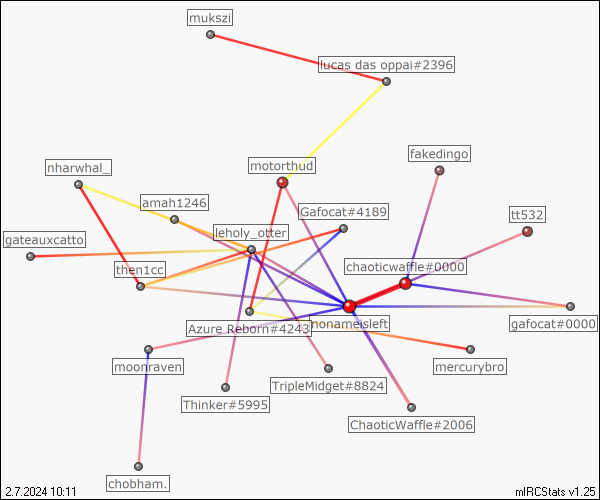 mukszi
lucas das oppai#2396
fakedingo
nharwhal_
motorthud
amah1246
Gafocat#4189
tt532
gateauxcatto
leholy_otter
then1cc
chaoticwaffle#0000
Azure Reborn#4243
nonameisleft
gafocat#0000
moonraven
mercurybro
TripleMidget#8824
Thinker#5995
ChaoticWaffle#2006
chobham.
2.7.2024 10:11
mIRCStats v1.25